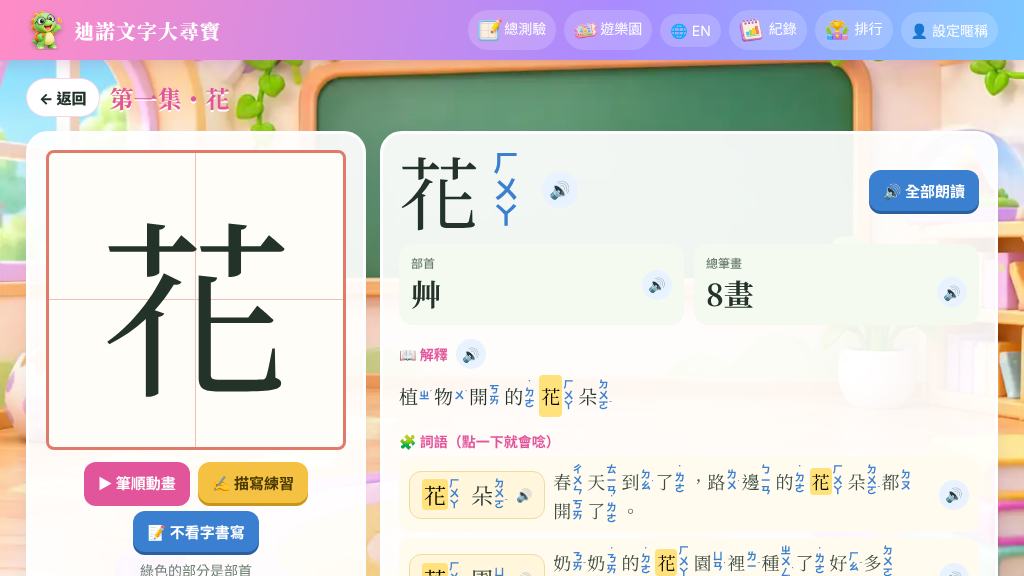 迪諾文字大尋寶
總測驗
遊樂園
EN
紀錄
排行
設定暱稱
← 返回
第一集・花
花
花 ㄏㄨㄚ
全部朗讀
部首
艸
總筆畫
8畫
解釋
植物開的花朵
詞語（點一下就會唸）
花朵
春天到了，路邊的花朵都
開了。
奶奶的花園裡種了好多
▶ 筆順動畫
描寫練習
不看字書寫
綠色的部分是部首